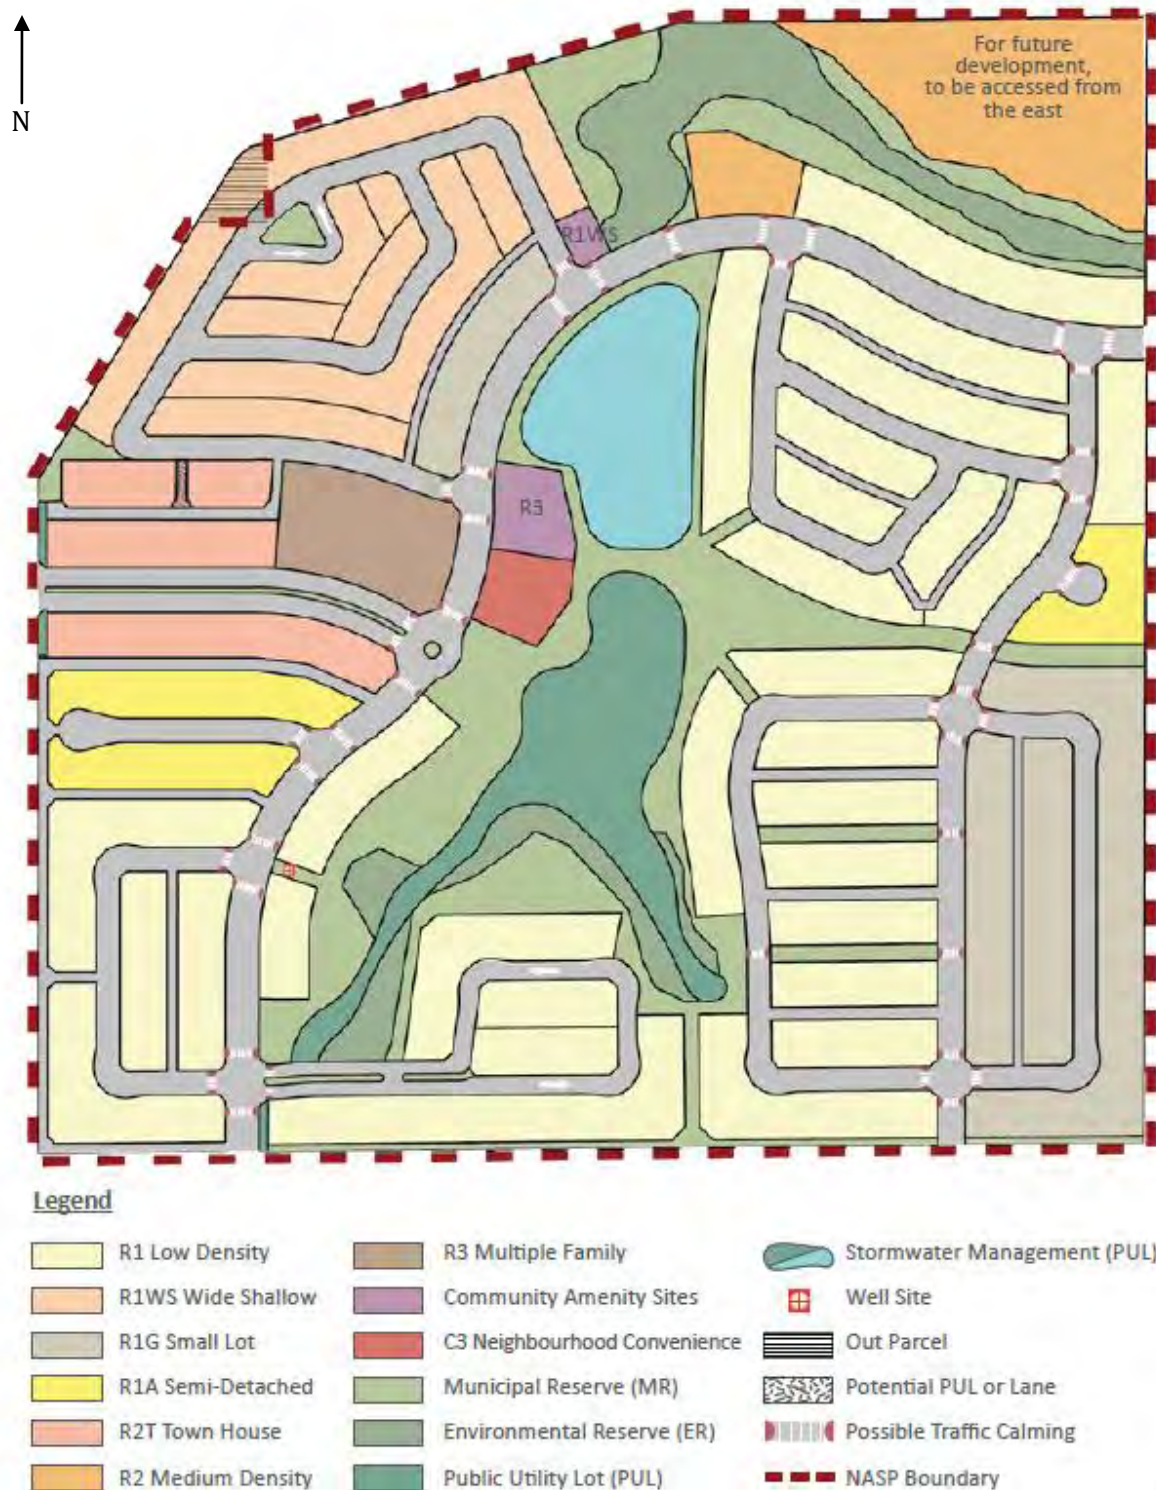 N
For future
development,
to be accessed from
the east
R1WS
R3
Legend
R1 Low Density
R1WS Wide Shallow
R1G Small Lot
R1A Semi-Detached
R2T Town House
R2 Medium Density
R3 Multiple Family
Community Amenity Sites
C3 Neighbourhood Convenience
Municipal Reserve (MR)
Environmental Reserve (ER)
Public Utility Lot (PUL)
Stormwater Management (PUL)
Well Site
Out Parcel
Potential PUL or Lane
Possible Traffic Calming
NASP Boundary